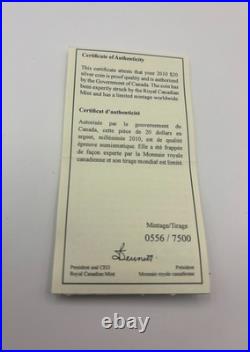 Certificate of Authenticity
This certificate attests that your 2010 $20
silver coin is proof quality and is authorized
by the Government of Canada. The coin has
been expertly struck by the Royal Canadian
Mint and has a limited mintage worldwide.
Certificat d'authenticité
Autorisée par le gouvernement du
Canada, cette pièce de 20 dollars en
argent, millésimée 2010, est de qualité
épreuve numismatique. Elle a été frappée
de façon experte par la Monnaie royale
canadienne et son tirage mondial est limité.
Mintage/Tirage
0556 / 7500
President and CEO Président
Royal Canadian Mint Monnaie royale canadienne
visitdenver.fr